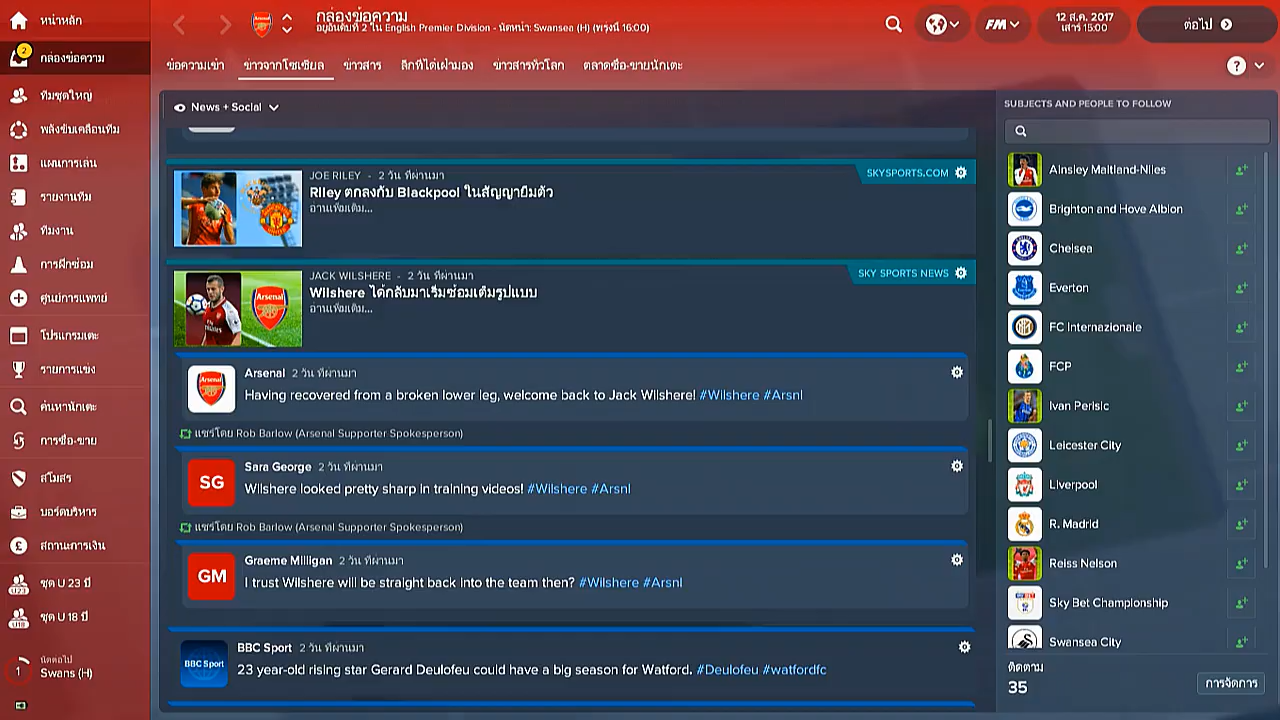 หน้าหลัก
กล่องข้อความ
อยู่อันดับที่ 2 ใน English Premier Division - นัดหน้า: Swansea (H) (พรุ่งนี้ 16:00)
FM
12 ส.ค. 2017
เสาร์ 15:00
ต่อไป
2
กล่องข้อความ
ข้อความเข้า
ข่าวจากโซเชียล
ข่าวสาร
ลีกที่ได้เฝ้ามอง
ข่าวสารทั่วโลก
ตลาดซื้อ-ขายนักเตะ
?
ทีมชุดใหญ่
พลังขับเคลื่อนทีม
แผนการเล่น
รายงานทีม
ทีมงาน
การฝึกซ้อม
ศูนย์การแพทย์
โปรแกรมเตะ
รายการแข่ง
ค้นหานักเตะ
การซื้อ-ขาย
สโมสร
บอร์ดบริหาร
สถานะการเงิน
U23
ชุด U 23 ปี
U18
ชุด U 18 ปี
1
นัดต่อไป
Swans (H)
News + Social
JOE RILEY - 2 วัน ที่ผ่านมา
SKYSPORTS.COM
Riley ตกลงกับ Blackpool ในสัญญายืมตัว
อ่านเพิ่มเติม...
JACK WILSHERE - 2 วัน ที่ผ่านมา
SKY SPORTS NEWS
Wilshere ได้กลับมาเริ่มซ้อมเต็มรูปแบบ
อ่านเพิ่มเติม...
Arsenal 2 วัน ที่ผ่านมา
Having recovered from a broken lower leg, welcome back to Jack Wilshere! #Wilshere #Arsnl
แชร์โดย Rob Barlow (Arsenal Supporter Spokesperson)
SG
Sara George 2 วัน ที่ผ่านมา
Wilshere looked pretty sharp in training videos! #Wilshere #Arsnl
แชร์โดย Rob Barlow (Arsenal Supporter Spokesperson)
GM
Graeme Milligan 2 วัน ที่ผ่านมา
I trust Wilshere will be straight back into the team then? #Wilshere #Arsnl
BBC Sport
BBC Sport 2 วัน ที่ผ่านมา
23 year-old rising star Gerard Deulofeu could have a big season for Watford. #Deulofeu #watfordfc
SUBJECTS AND PEOPLE TO FOLLOW
Ainsley Maitland-Niles
Brighton and Hove Albion
Chelsea
Everton
FC Internazionale
FCP
Ivan Perisic
Leicester City
Liverpool
R. Madrid
Reiss Nelson
Sky Bet Championship
Swansea City
ติดตาม
35
การจัดการ